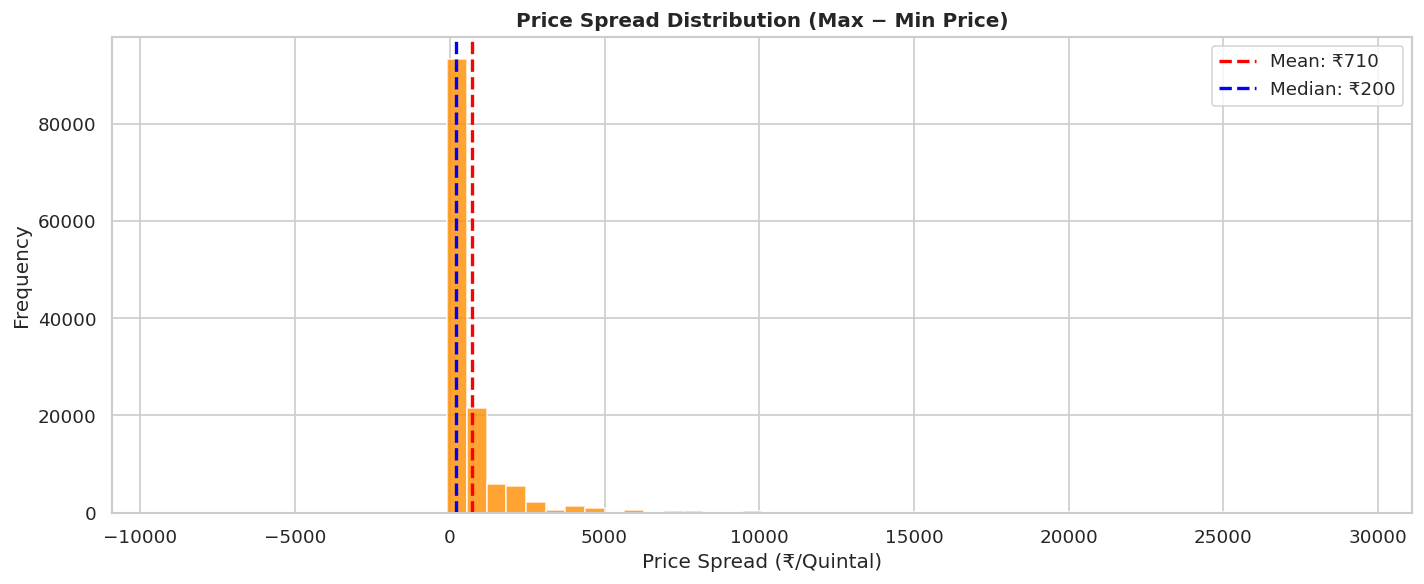 Price Spread Distribution (Max − Min Price)
Mean: ₹710
Median: ₹200
Frequency
80000
60000
40000
20000
0
−10000 −5000 0 5000 10000 15000 20000 25000 30000
Price Spread (₹/Quintal)